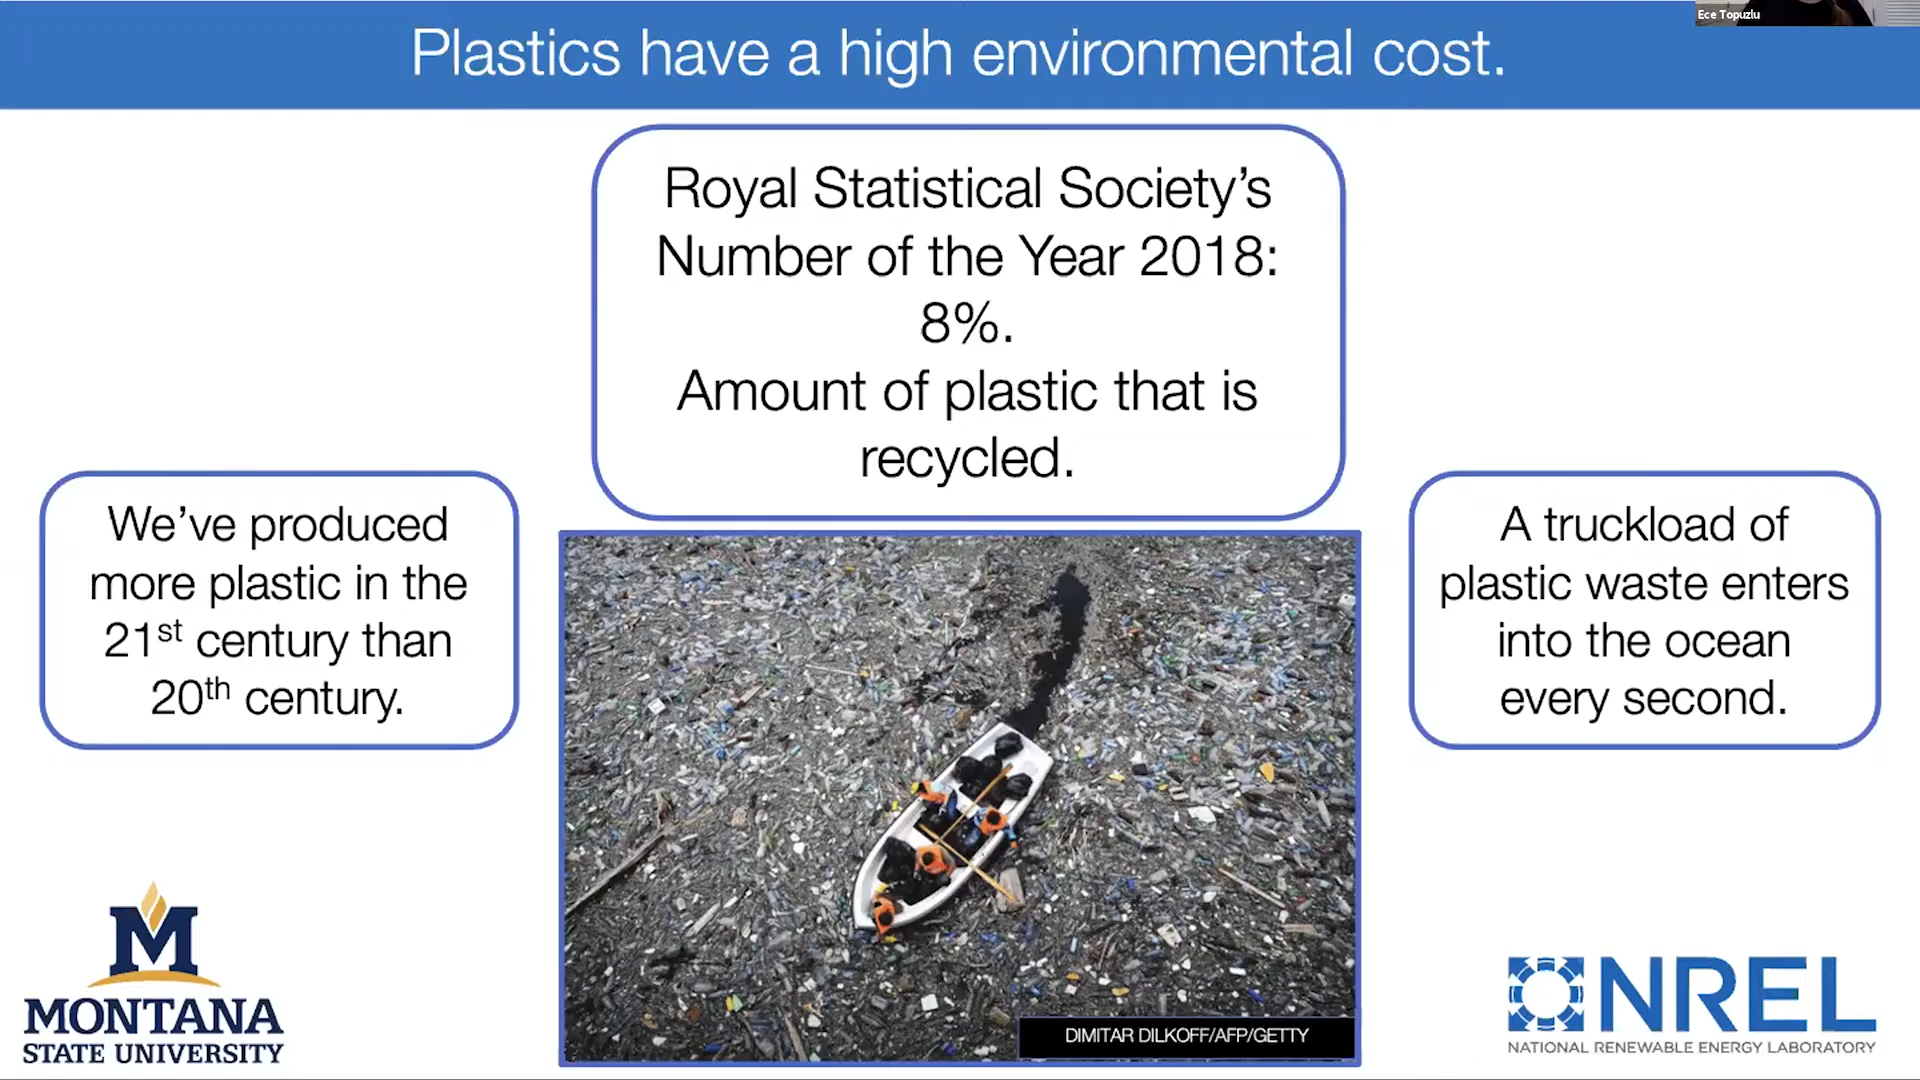 Ece Topuzlu
Plastics have a high environmental cost.
Royal Statistical Society’s
Number of the Year 2018:
8%.
Amount of plastic that is
recycled.
We’ve produced
more plastic in the
21st century than
20th century.
A truckload of
plastic waste enters
into the ocean
every second.
DIMITAR DILKOFF/AFP/GETTY
M
MONTANA
STATE UNIVERSITY
NREL
NATIONAL RENEWABLE ENERGY LABORATORY